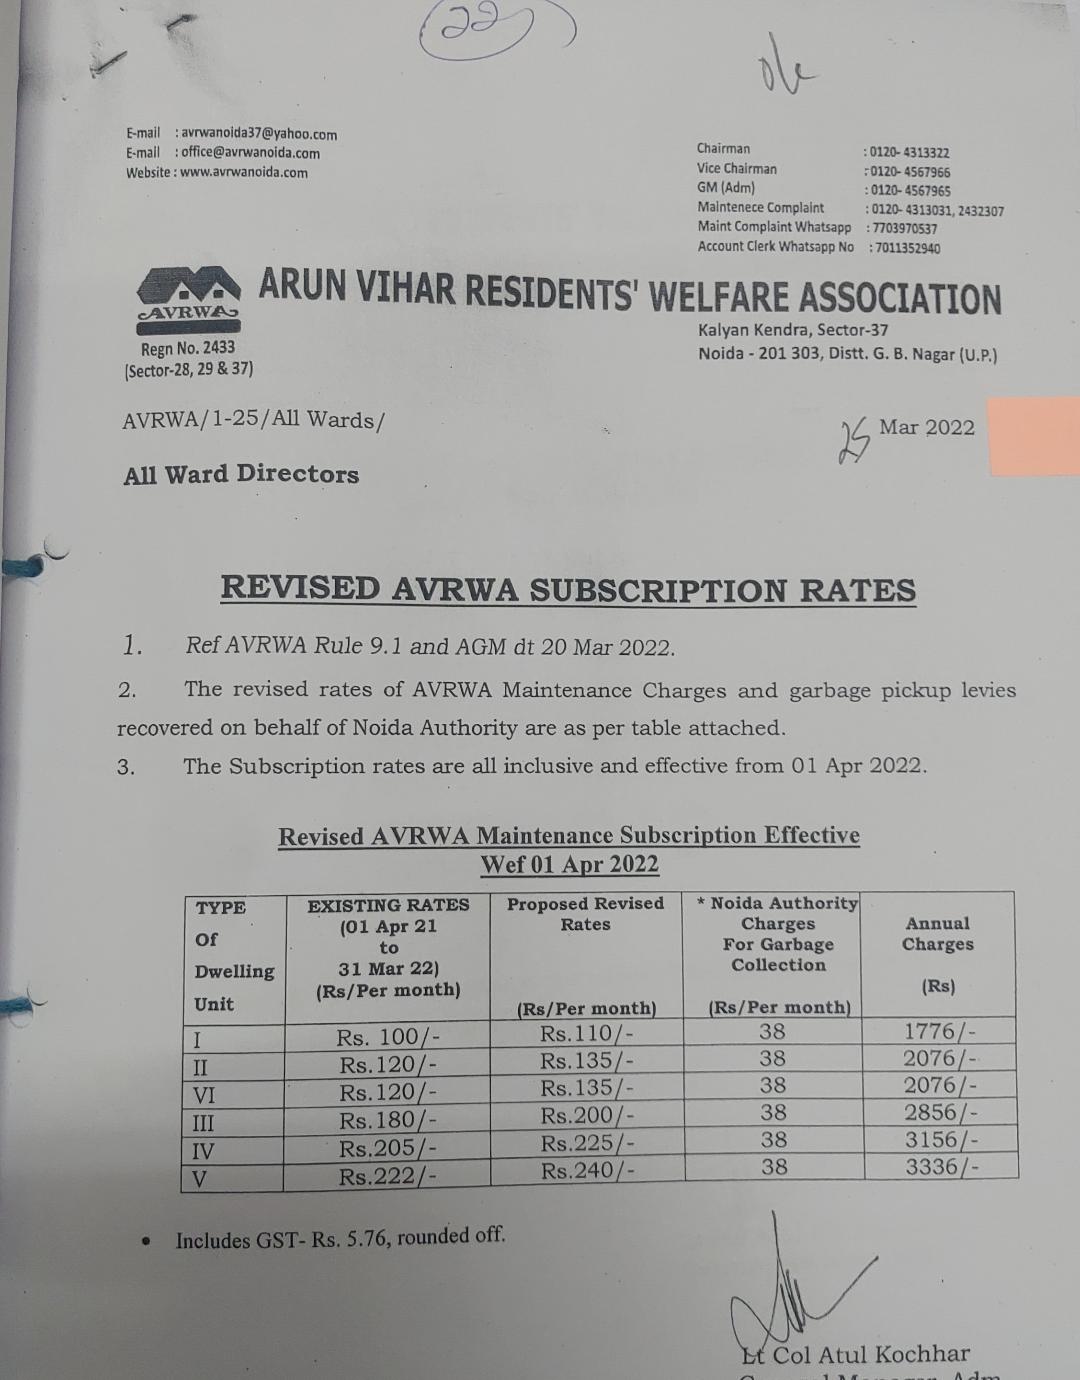 22
E-mail : avrwanoida37@yahoo.com
E-mail : office@avrwanoida.com
Website : www.avrwanoida.com
Chairman : 0120- 4313322
Vice Chairman : 0120- 4567966
GM (Adm) : 0120- 4567965
Maintenece Complaint : 0120- 4313031, 2432307
Maint Complaint Whatsapp : 7703970537
Account Clerk Whatsapp No : 7011352940
AVRWA
ARUN VIHAR RESIDENTS' WELFARE ASSOCIATION
Regn No. 2433
(Sector-28, 29 & 37)
Kalyan Kendra, Sector-37
Noida - 201 303, Distt. G. B. Nagar (U.P.)
AVRWA/1-25/All Wards/
25 Mar 2022
All Ward Directors
REVISED AVRWA SUBSCRIPTION RATES
1. Ref AVRWA Rule 9.1 and AGM dt 20 Mar 2022.
2. The revised rates of AVRWA Maintenance Charges and garbage pickup levies
recovered on behalf of Noida Authority are as per table attached.
3. The Subscription rates are all inclusive and effective from 01 Apr 2022.
Revised AVRWA Maintenance Subscription Effective
Wef 01 Apr 2022
TYPE Of Dwelling Unit | EXISTING RATES (01 Apr 21 to 31 Mar 22) (Rs/Per month) | Proposed Revised Rates (Rs/Per month) | * Noida Authority Charges For Garbage Collection (Rs/Per month) | Annual Charges (Rs)
I | Rs. 100/- | Rs.110/- | 38 | 1776/-
II | Rs.120/- | Rs.135/- | 38 | 2076/-
VI | Rs.120/- | Rs.135/- | 38 | 2076/-
III | Rs.180/- | Rs.200/- | 38 | 2856/-
IV | Rs.205/- | Rs.225/- | 38 | 3156/-
V | Rs.222/- | Rs.240/- | 38 | 3336/-
• Includes GST- Rs. 5.76, rounded off.
Lt Col Atul Kochhar